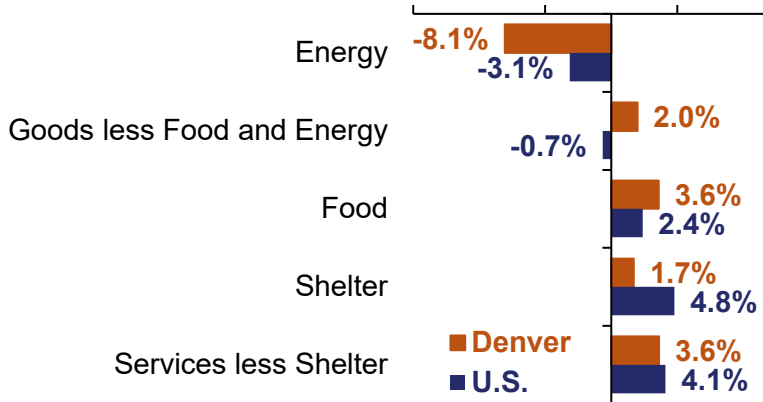 Energy
-8.1%
-3.1%
Goods less Food and Energy
2.0%
-0.7%
Food
3.6%
2.4%
Shelter
1.7%
4.8%
Services less Shelter
3.6%
4.1%
Denver
U.S.